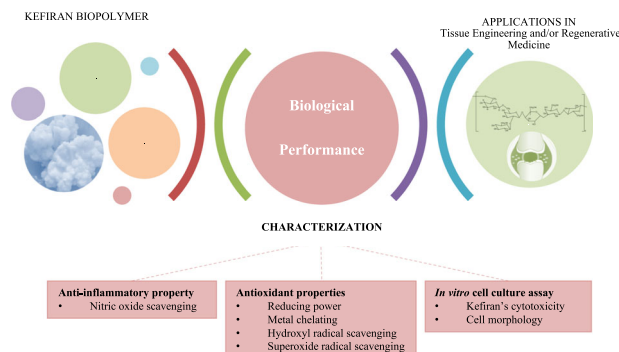 KEFIRAN BIOPOLYMER
APPLICATIONS IN
Tissue Engineering and/or Regenerative
Medicine
Biological
Performance
CHARACTERIZATION
Anti-inflammatory property
• Nitric oxide scavenging
Antioxidant properties
• Reducing power
• Metal chelating
• Hydroxyl radical scavenging
• Superoxide radical scavenging
In vitro cell culture assay
• Kefiran's cytotoxicity
• Cell morphology